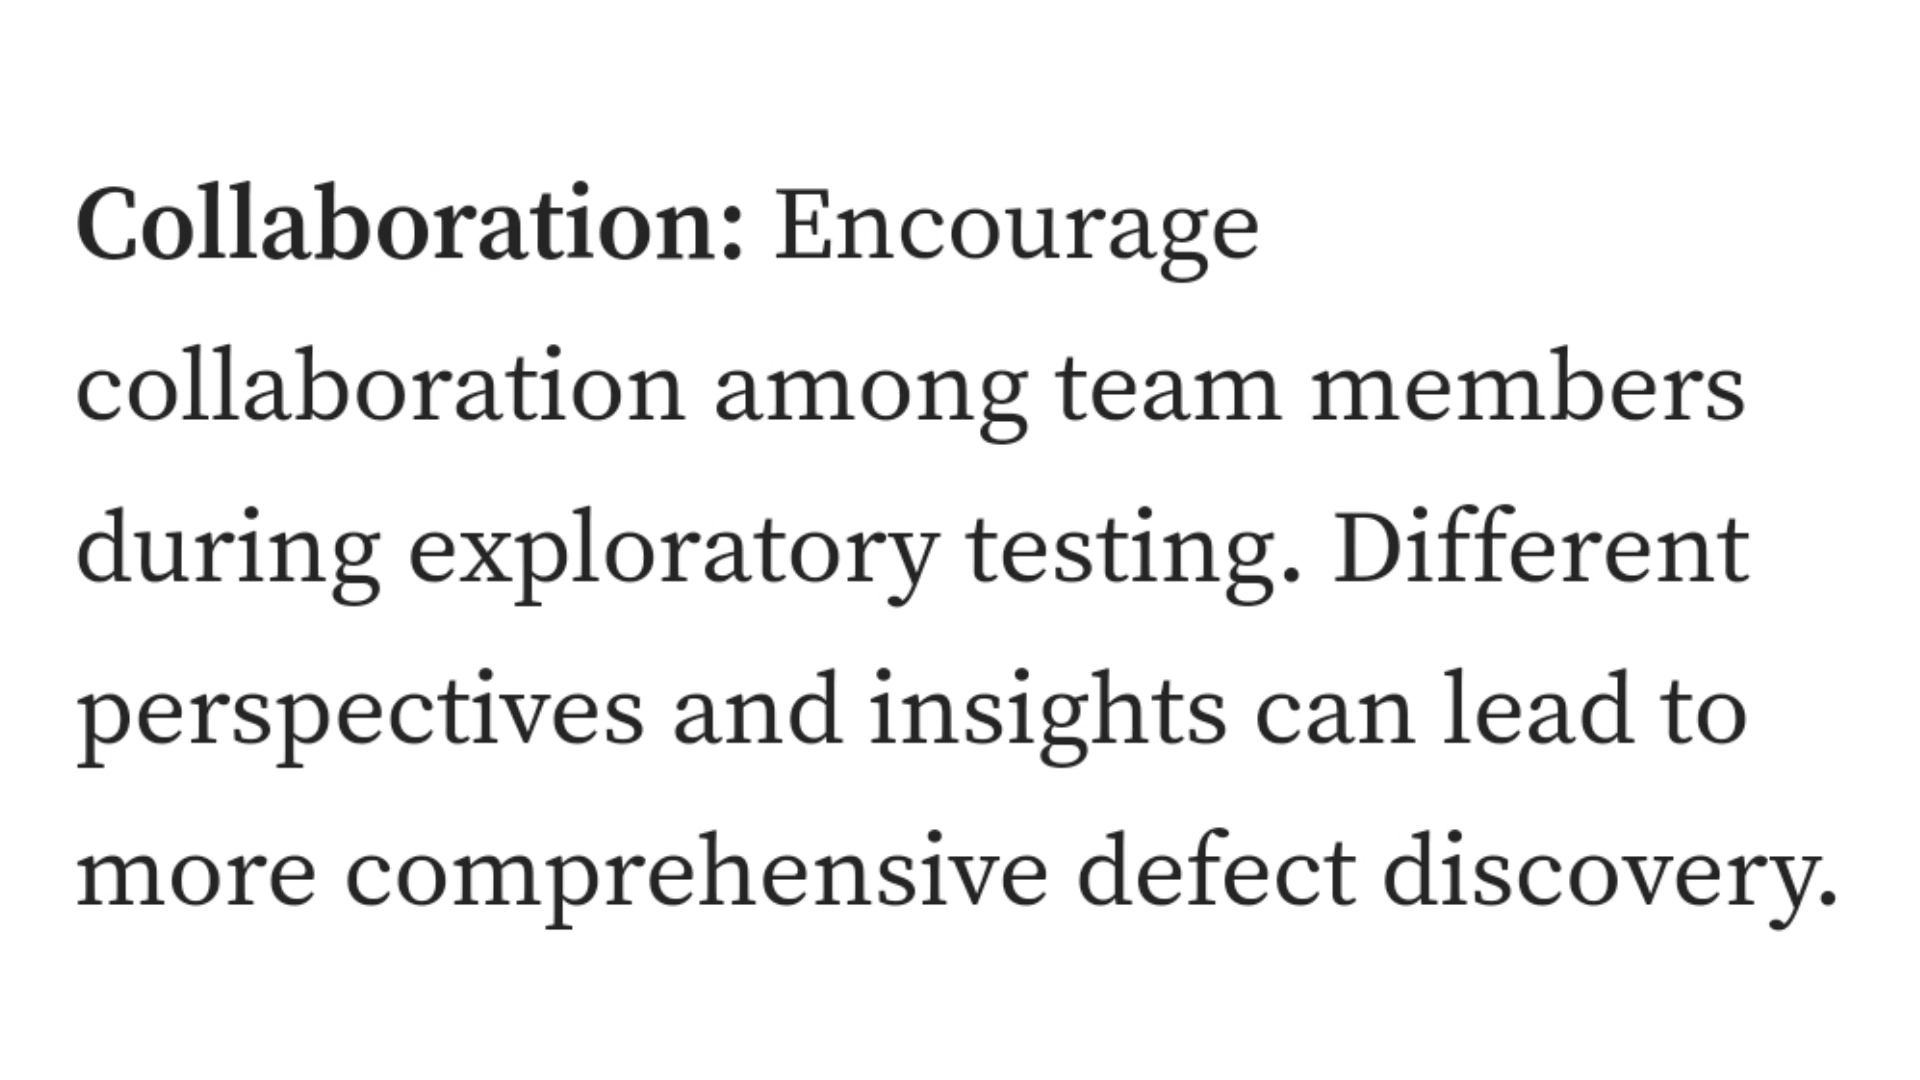 Collaboration: Encourage
collaboration among team members
during exploratory testing. Different
perspectives and insights can lead to
more comprehensive defect discovery.